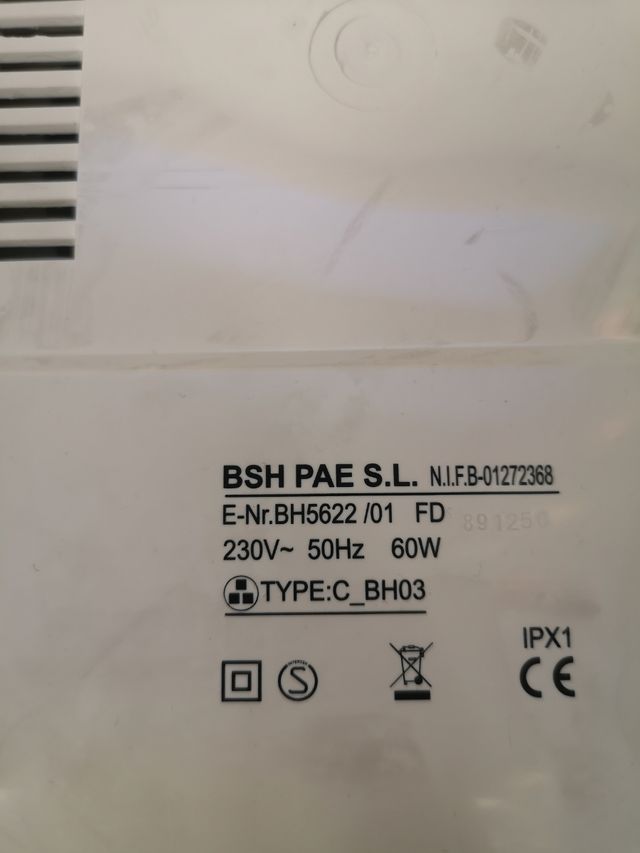 BSH PAE S.L. N.I.F.B-01272368
E-Nr.BH5622 /01 FD 891250
230V~ 50Hz 60W
TYPE:C_BH03
IPX1
S
CE